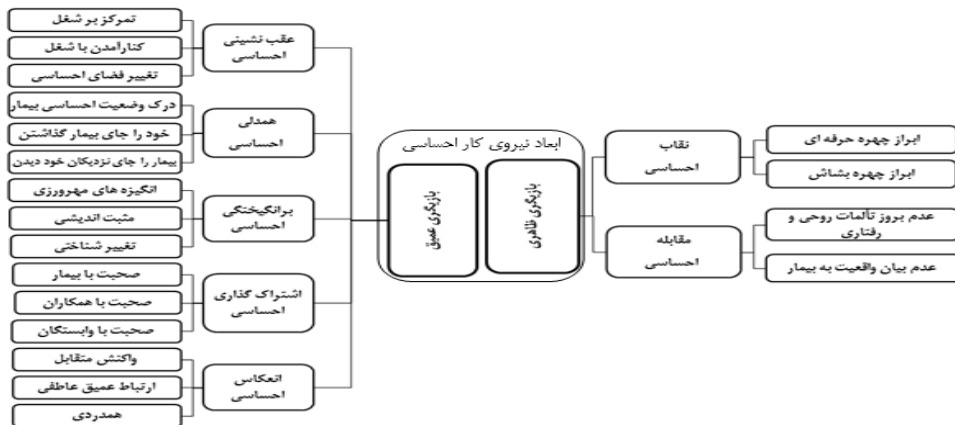 ابعاد نیروی کار احساسی
بازیگری ظاهری
بازیگری عمیق
نقاب
احساسی
ابراز چهره حرفه ای
ابراز چهره بشاش
مقابله
احساسی
عدم بروز تألمات روحی و
رفتاری
عدم بیان واقعیت به بیمار
عقب نشینی
احساسی
تمرکز بر شغل
کنارآمدن با شغل
تغییر فضای احساسی
همدلی
احساسی
درک وضعیت احساسی بیمار
خود را جای بیمار گذاشتن
بیمار را جای نزدیکان خود دیدن
برانگیختگی
احساسی
انگیزه های مهرورزی
مثبت اندیشی
تغییر شناختی
اشتراک گذاری
احساسی
صحبت با بیمار
صحبت با همکاران
صحبت با وابستگان
انعکاس
احساسی
واکنش متقابل
ارتباط عمیق عاطفی
همدردی